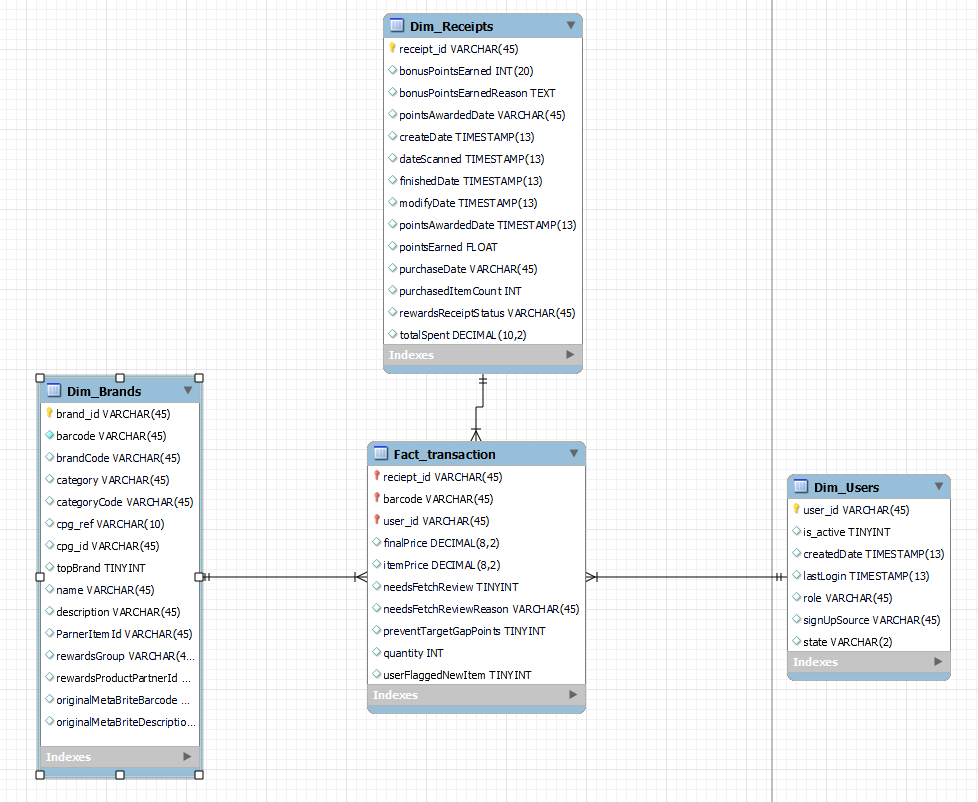 Dim_Receipts
receipt_id VARCHAR(45)
bonusPointsEarned INT(20)
bonusPointsEarnedReason TEXT
pointsAwardedDate VARCHAR(45)
createDate TIMESTAMP(13)
dateScanned TIMESTAMP(13)
finishedDate TIMESTAMP(13)
modifyDate TIMESTAMP(13)
pointsAwardedDate TIMESTAMP(13)
pointsEarned FLOAT
purchaseDate VARCHAR(45)
purchasedItemCount INT
rewardsReceiptStatus VARCHAR(45)
totalSpent DECIMAL(10,2)
Indexes
Dim_Brands
brand_id VARCHAR(45)
barcode VARCHAR(45)
brandCode VARCHAR(45)
category VARCHAR(45)
categoryCode VARCHAR(45)
cpg_ref VARCHAR(10)
cpg_id VARCHAR(45)
topBrand TINYINT
name VARCHAR(45)
description VARCHAR(45)
ParnerItemId VARCHAR(45)
rewardsGroup VARCHAR(4...
rewardsProductPartnerId ...
originalMetaBriteBarcode ...
originalMetaBriteDescriptio...
Indexes
Fact_transaction
reciept_id VARCHAR(45)
barcode VARCHAR(45)
user_id VARCHAR(45)
finalPrice DECIMAL(8,2)
itemPrice DECIMAL(8,2)
needsFetchReview TINYINT
needsFetchReviewReason VARCHAR(45)
preventTargetGapPoints TINYINT
quantity INT
userFlaggedNewItem TINYINT
Indexes
Dim_Users
user_id VARCHAR(45)
is_active TINYINT
createdDate TIMESTAMP(13)
lastLogin TIMESTAMP(13)
role VARCHAR(45)
signUpSource VARCHAR(45)
state VARCHAR(2)
Indexes